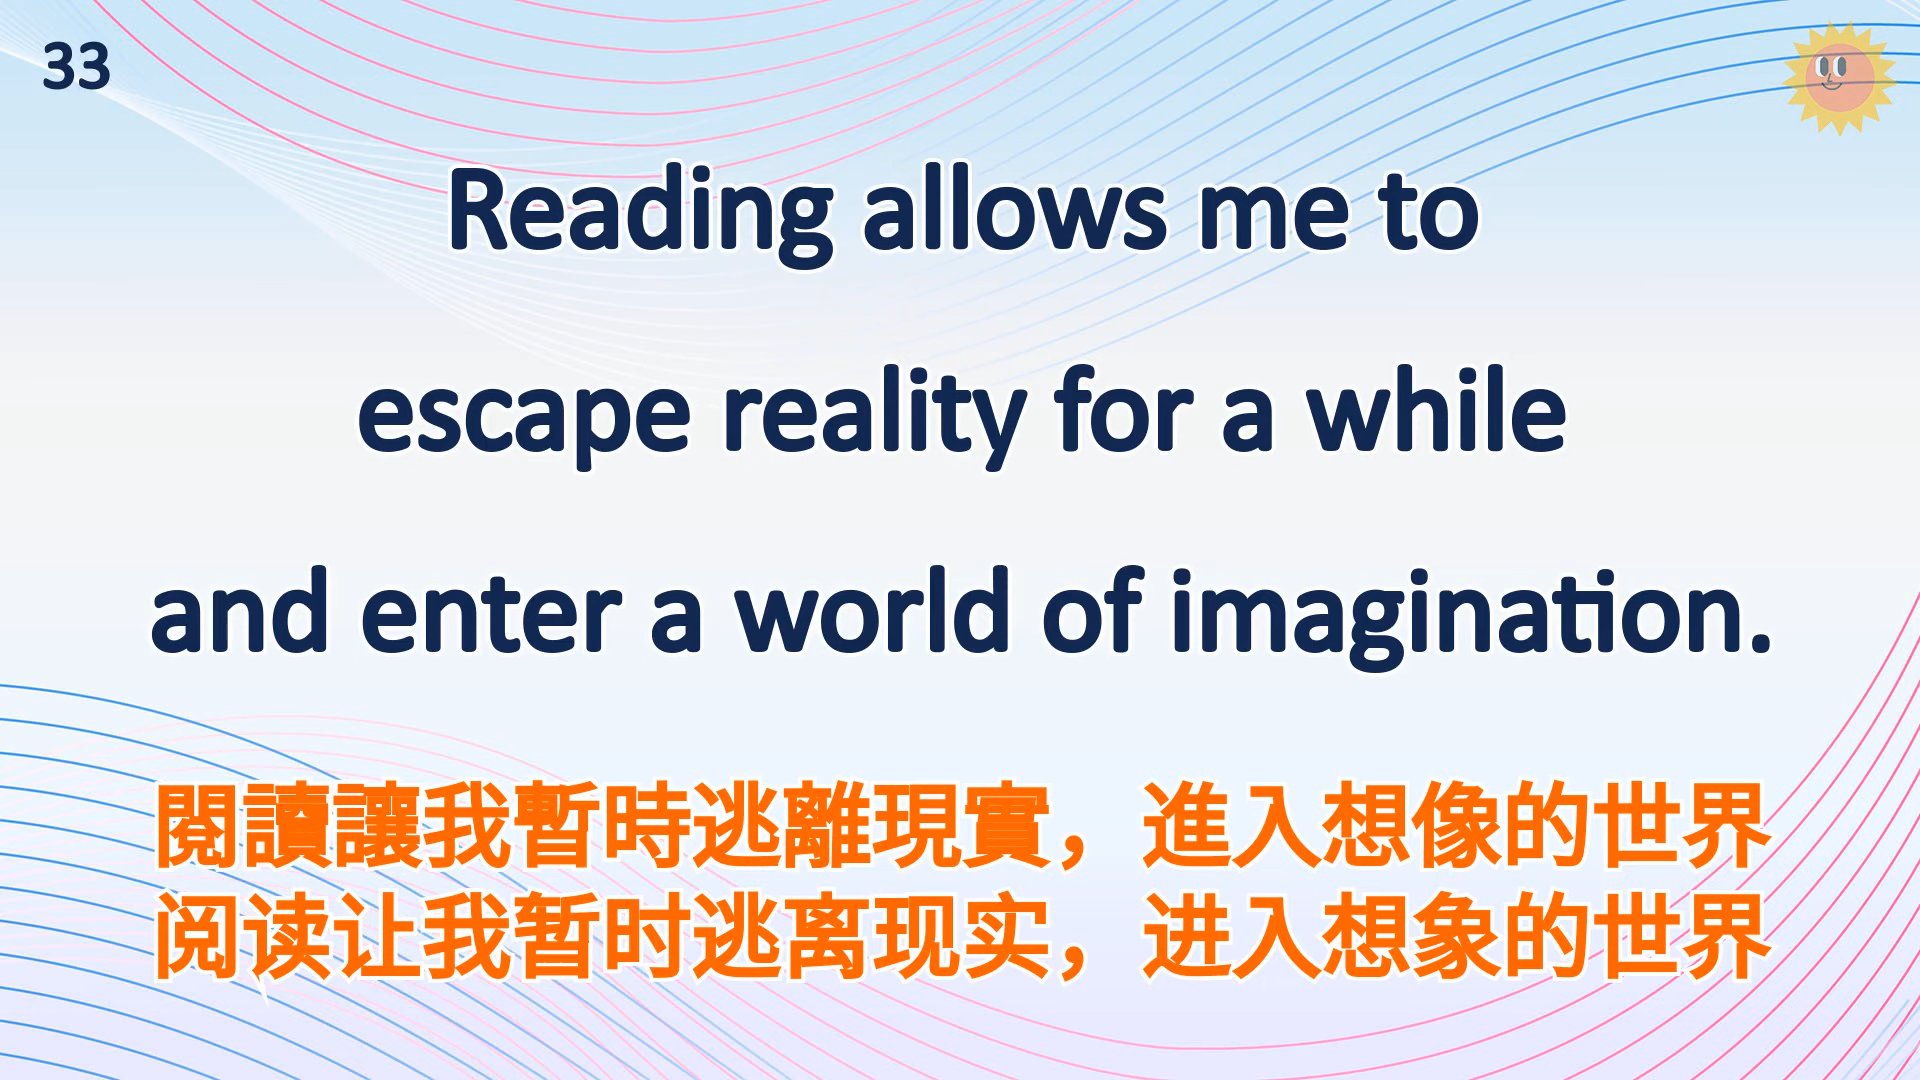 33
Reading allows me to
escape reality for a while
and enter a world of imagination.
閱讀讓我暫時逃離現實，進入想像的世界
阅读让我暂时逃离现实，进入想象的世界